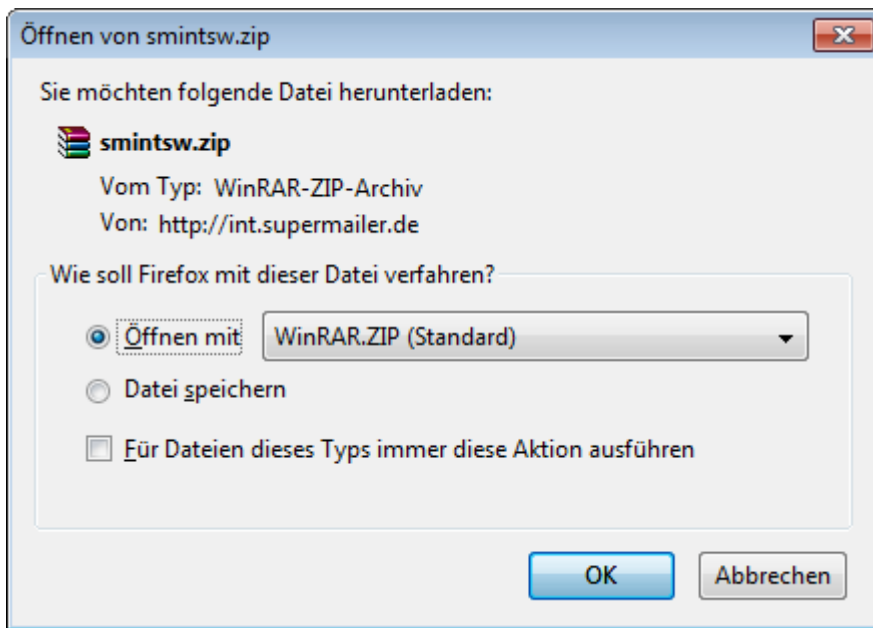 Öffnen von smintsw.zip
Sie möchten folgende Datei herunterladen:
smintsw.zip
Vom Typ: WinRAR-ZIP-Archiv
Von: http://int.supermailer.de
Wie soll Firefox mit dieser Datei verfahren?
Öffnen mit WinRAR.ZIP (Standard)
Datei speichern
Für Dateien dieses Typs immer diese Aktion ausführen
OK Abbrechen